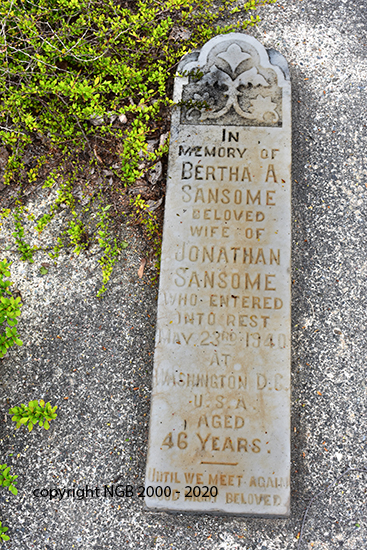 IN
MEMORY OF
BERTHA A.
SANSOME
BELOVED
WIFE OF
JONATHAN
SANSOME
WHO ENTERED
INTO REST
MAY 23RD 1940
AT
WASHINGTON D.C.
U.S.A
AGED
46 YEARS.
UNTIL WE MEET AGAIN
BELOVED.
copyright NGB 2000 - 2020